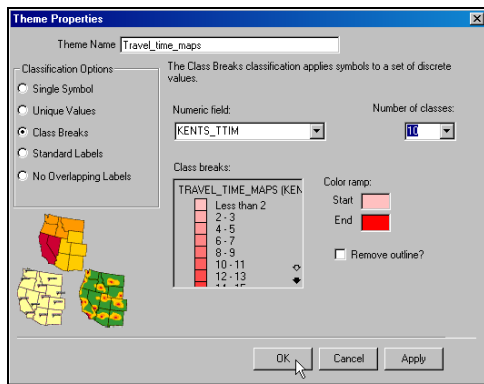 Theme Properties
Theme Name Travel_time_maps
Classification Options
Single Symbol
Unique Values
Class Breaks
Standard Labels
No Overlapping Labels
The Class Breaks classification applies symbols to a set of discrete
values.
Numeric field:
Number of classes:
KENTS_TTIM
10
Class breaks:
TRAVEL_TIME_MAPS (KEN
Less than 2
2 - 3
4 - 5
6 - 7
8 - 9
10 - 11
12 - 13
Color ramp:
Start
End
Remove outline?
OK
Cancel
Apply